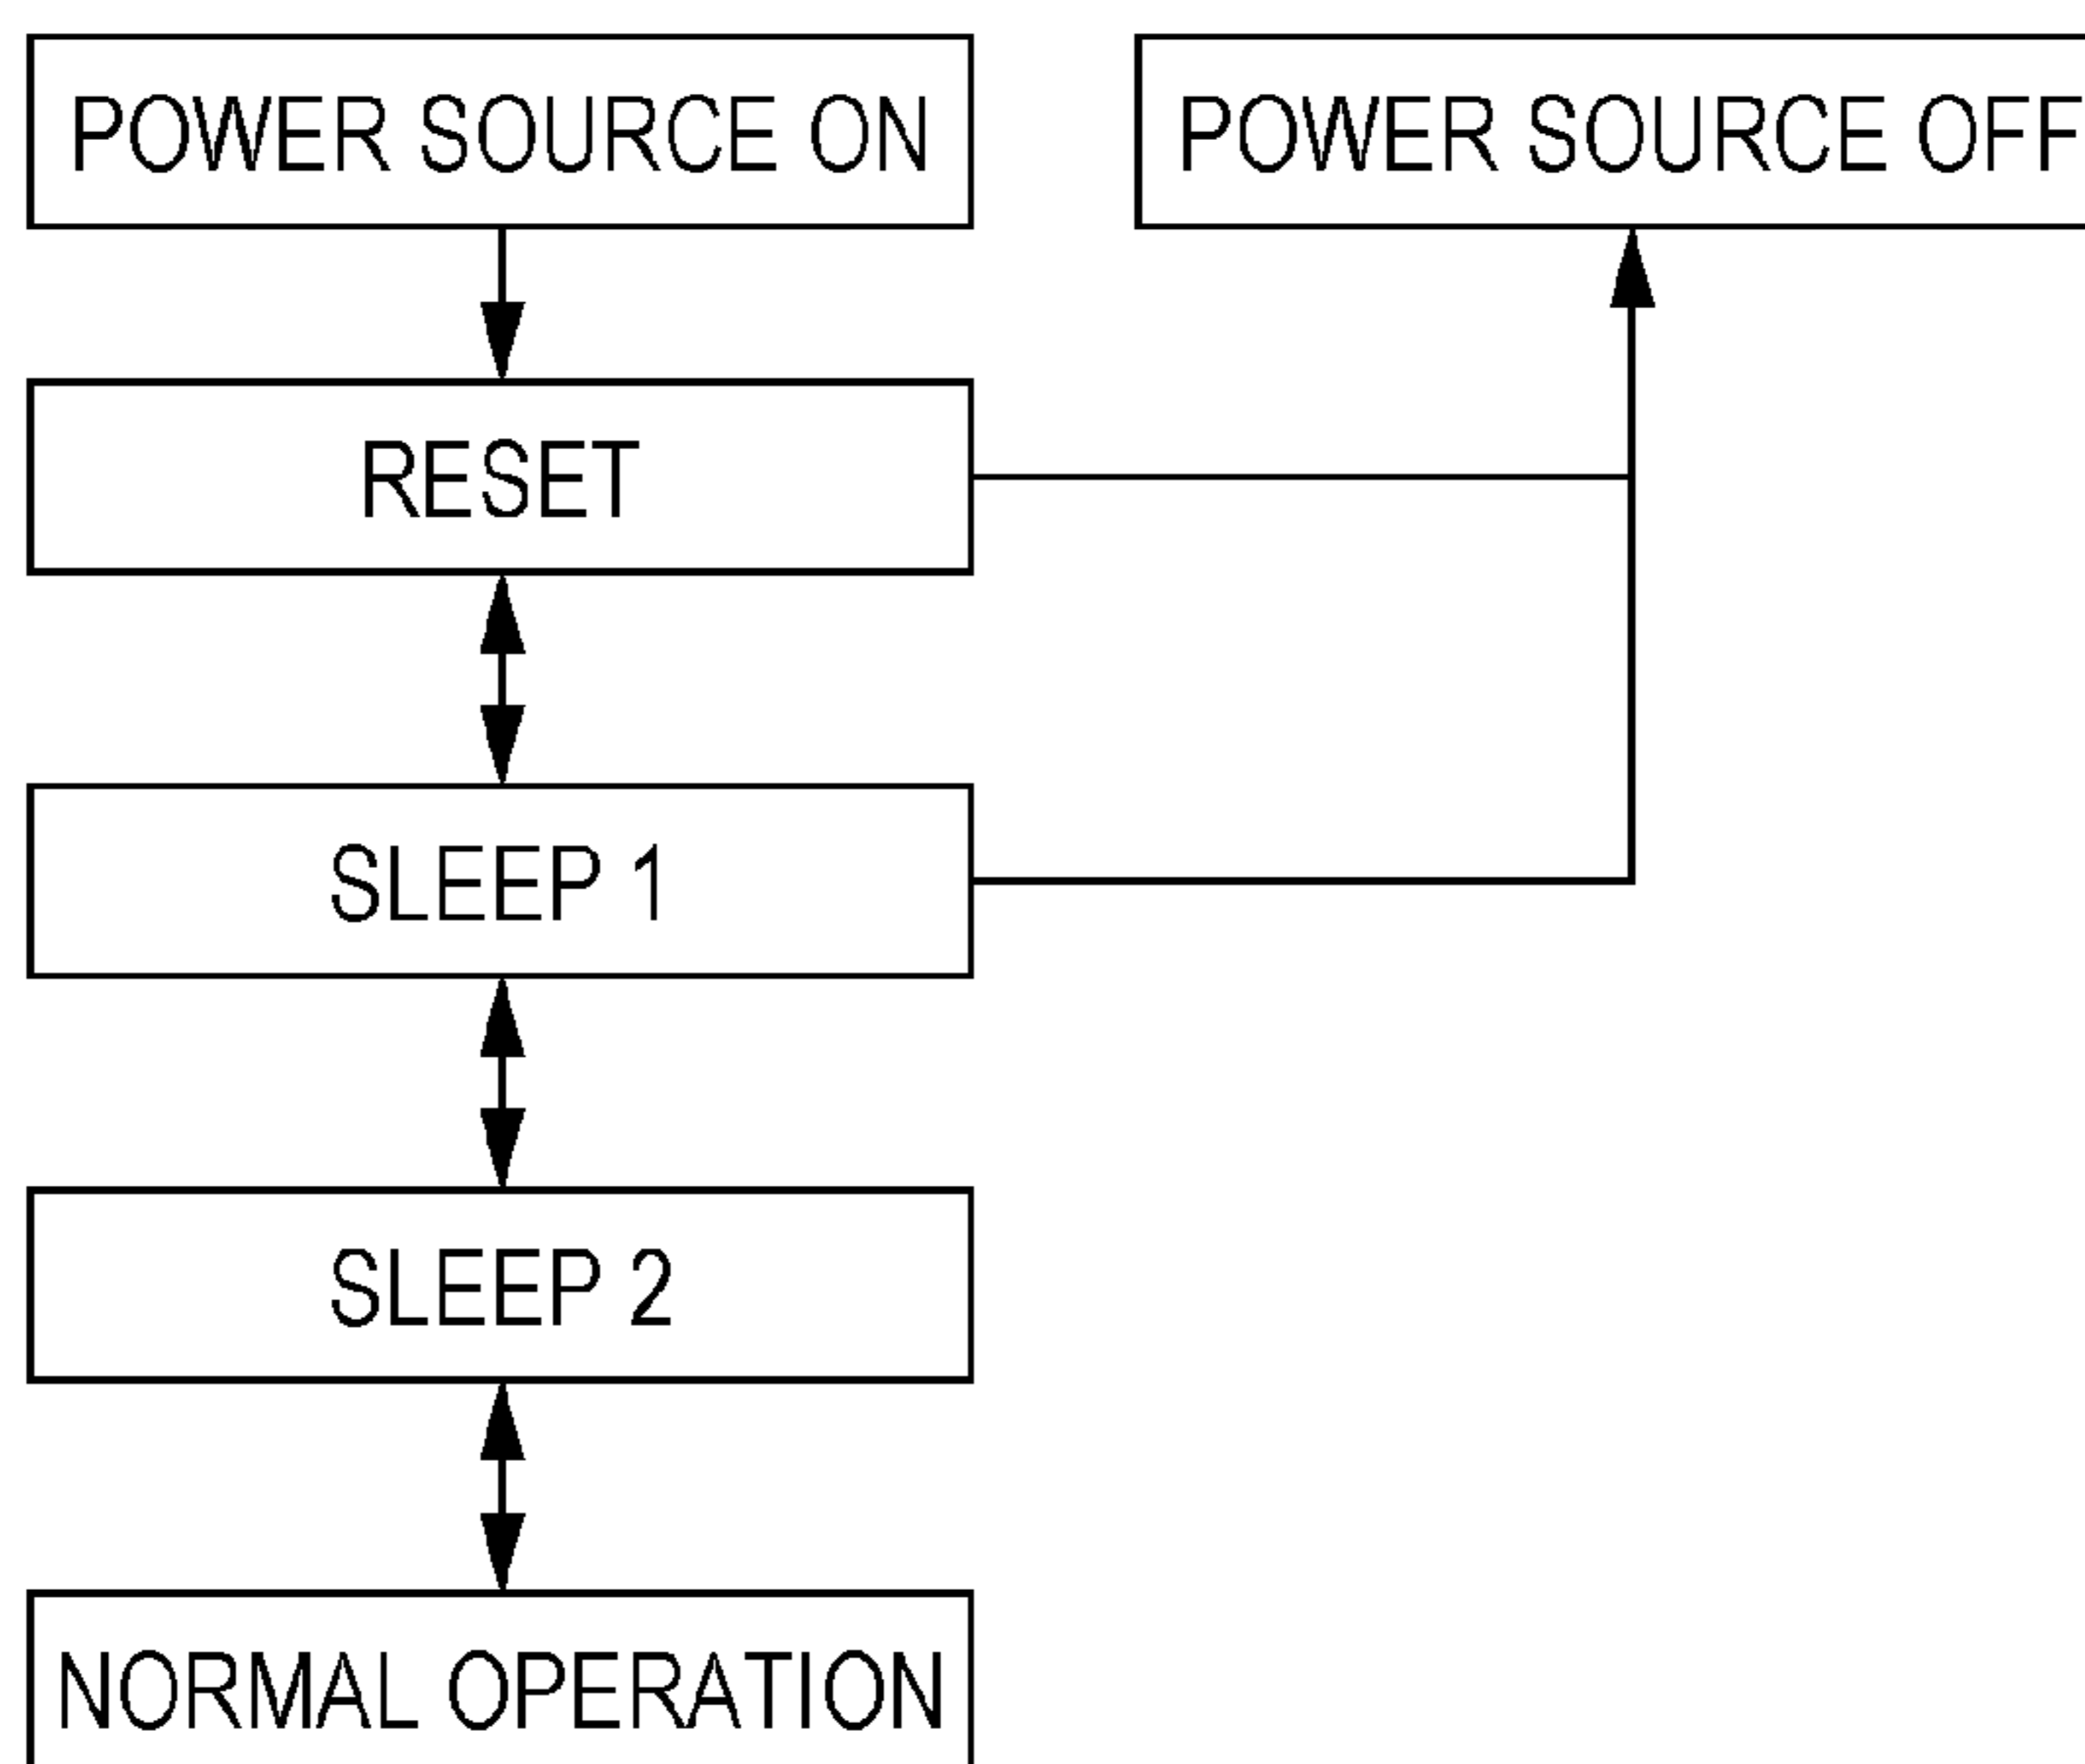 POWER SOURCE ON
POWER SOURCE OFF
RESET
SLEEP 1
SLEEP 2
NORMAL OPERATION